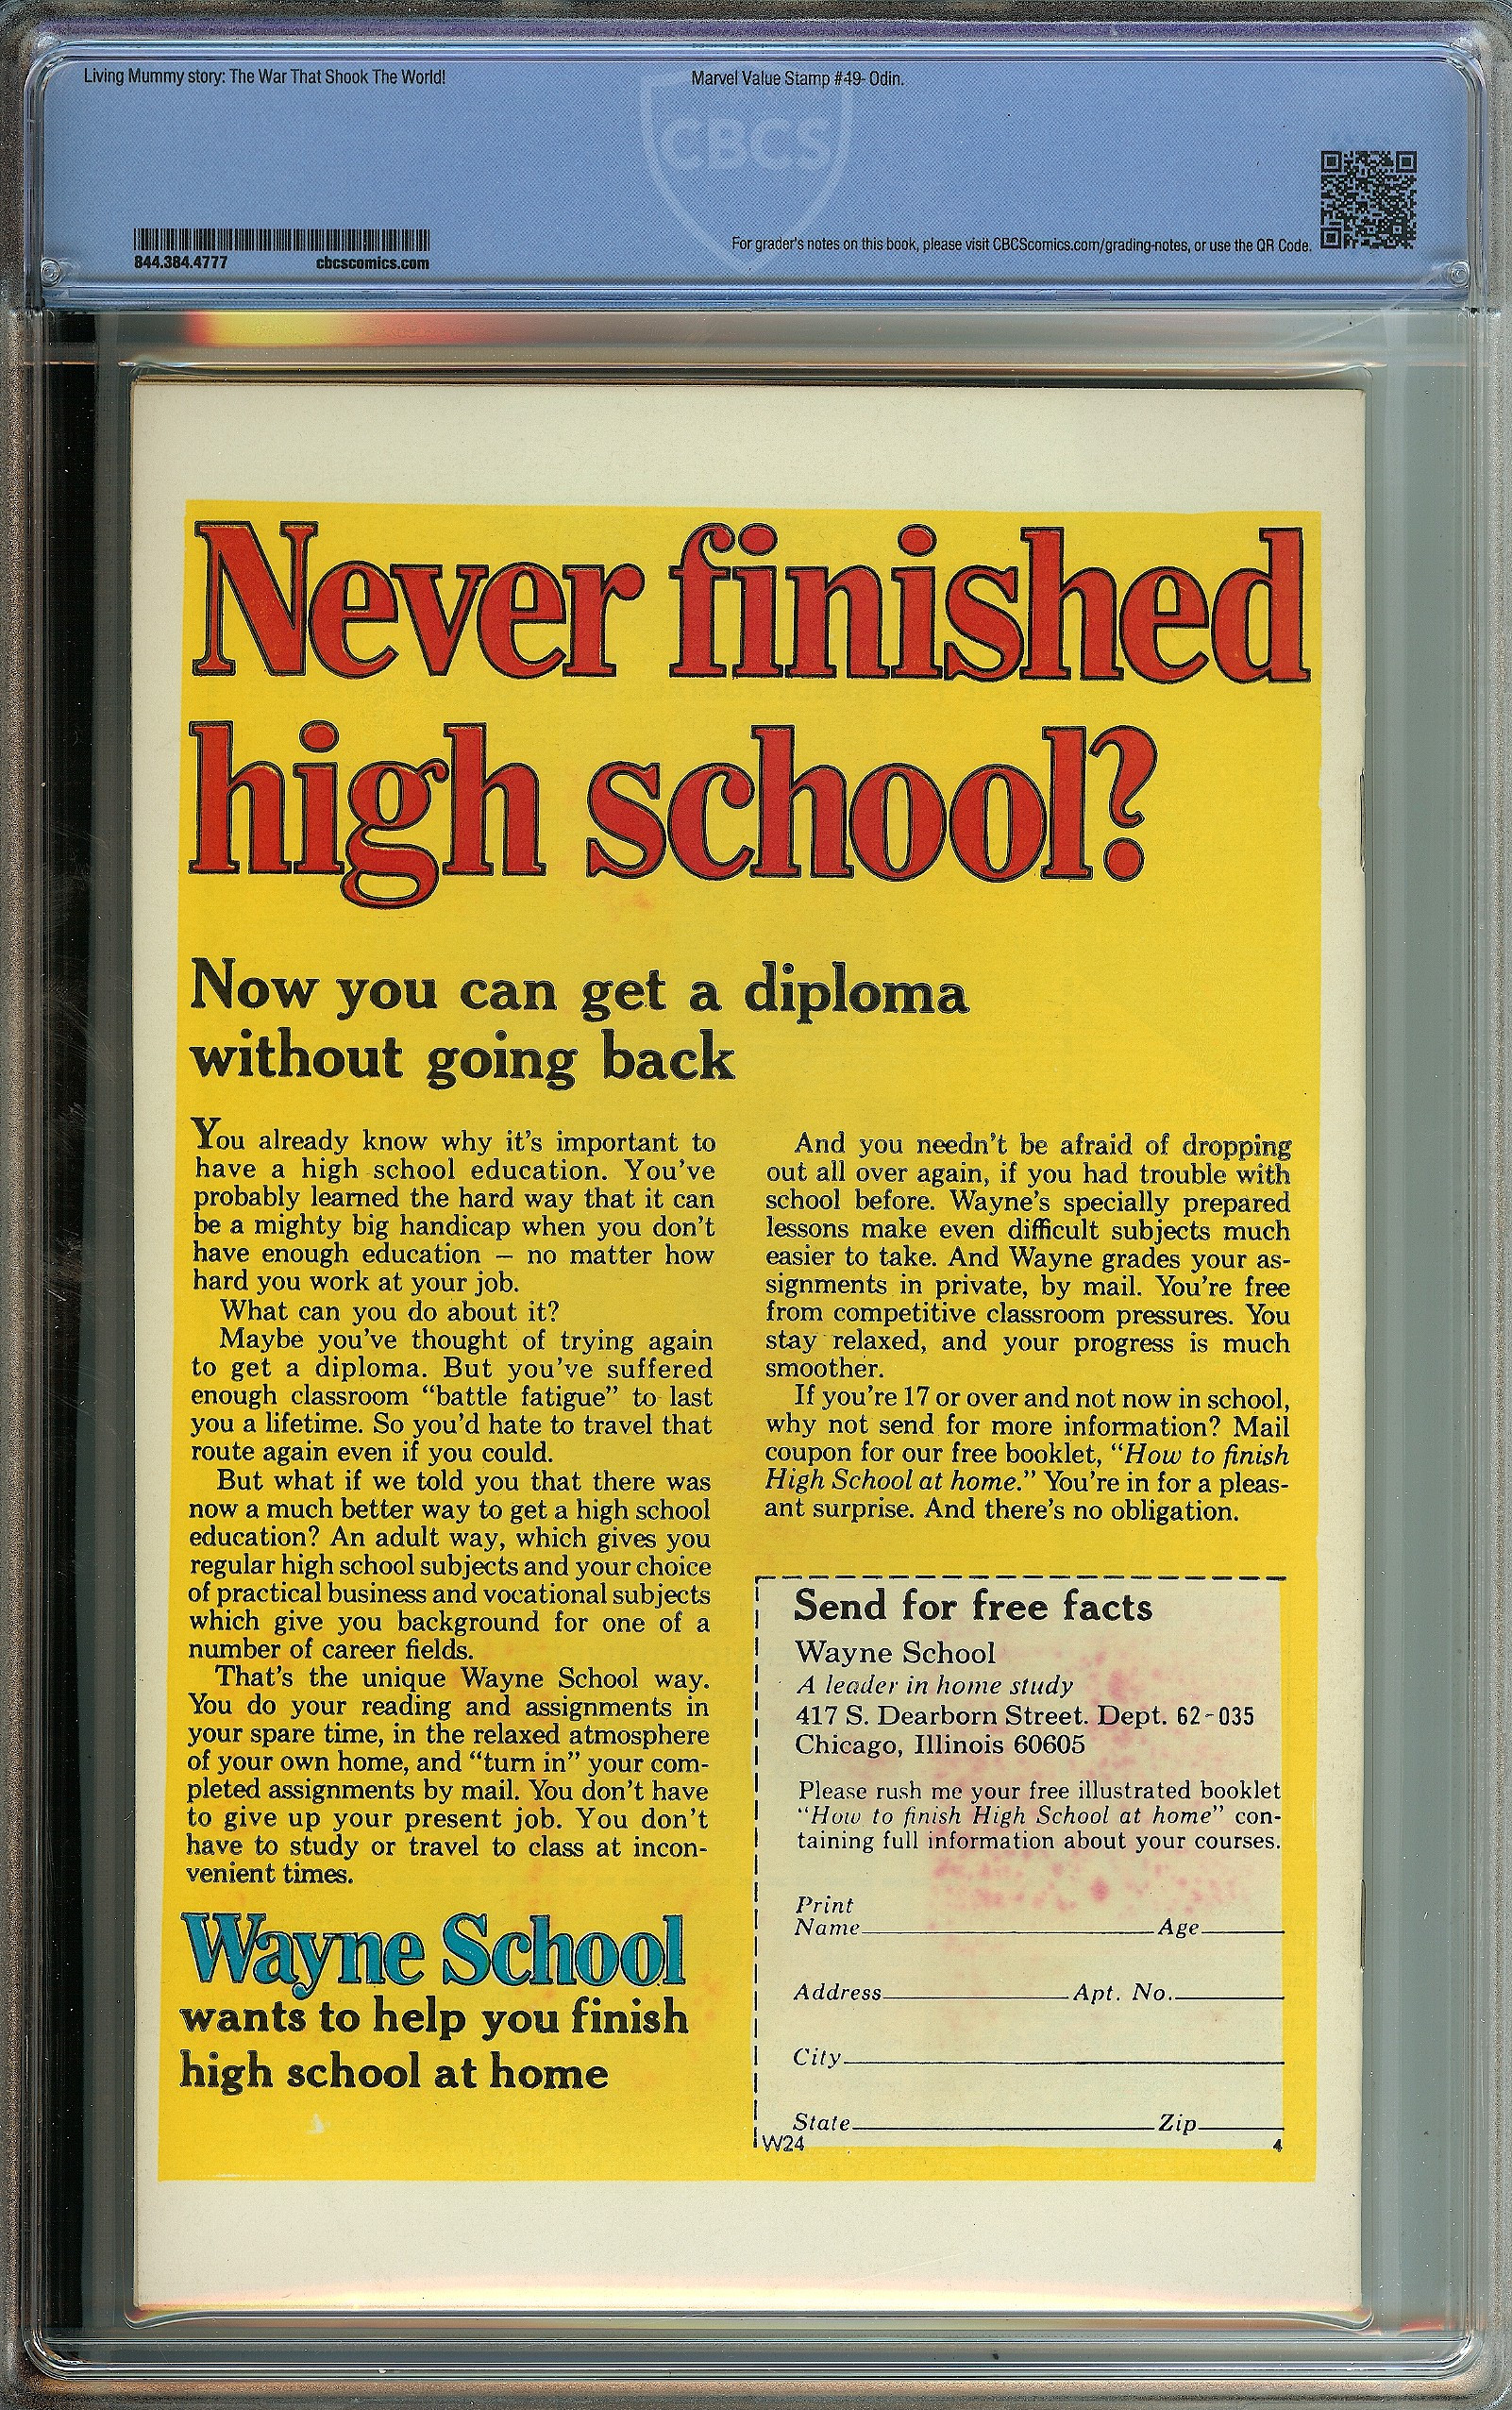 Living Mummy story: The War That Shook The World!
Marvel Value Stamp #49- Odin.
CBCS
For grader's notes on this book, please visit CBCScomics.com/grading-notes, or use the QR Code.
844.384.4777 cbcscomics.com
Never finished
high school?
Now you can get a diploma
without going back
You already know why it's important to
have a high school education. You've
probably learned the hard way that it can
be a mighty big handicap when you don't
have enough education — no matter how
hard you work at your job.
What can you do about it?
Maybe you've thought of trying again
to get a diploma. But you've suffered
enough classroom "battle fatigue" to last
you a lifetime. So you'd hate to travel that
route again even if you could.
But what if we told you that there was
now a much better way to get a high school
education? An adult way, which gives you
regular high school subjects and your choice
of practical business and vocational subjects
which give you background for one of a
number of career fields.
That's the unique Wayne School way.
You do your reading and assignments in
your spare time, in the relaxed atmosphere
of your own home, and "turn in" your com-
pleted assignments by mail. You don't have
to give up your present job. You don't
have to study or travel to class at incon-
venient times.
Wayne School
wants to help you finish
high school at home
And you needn't be afraid of dropping
out all over again, if you had trouble with
school before. Wayne's specially prepared
lessons make even difficult subjects much
easier to take. And Wayne grades your as-
signments in private, by mail. You're free
from competitive classroom pressures. You
stay relaxed, and your progress is much
smoother.
If you're 17 or over and not now in school,
why not send for more information? Mail
coupon for our free booklet, "How to finish
High School at home." You're in for a pleas-
ant surprise. And there's no obligation.
Send for free facts
Wayne School
A leader in home study
417 S. Dearborn Street. Dept. 62-035
Chicago, Illinois 60605
Please rush me your free illustrated booklet
"How to finish High School at home" con-
taining full information about your courses.
Print
Name Age
Address Apt. No.
City
State Zip
W24 4